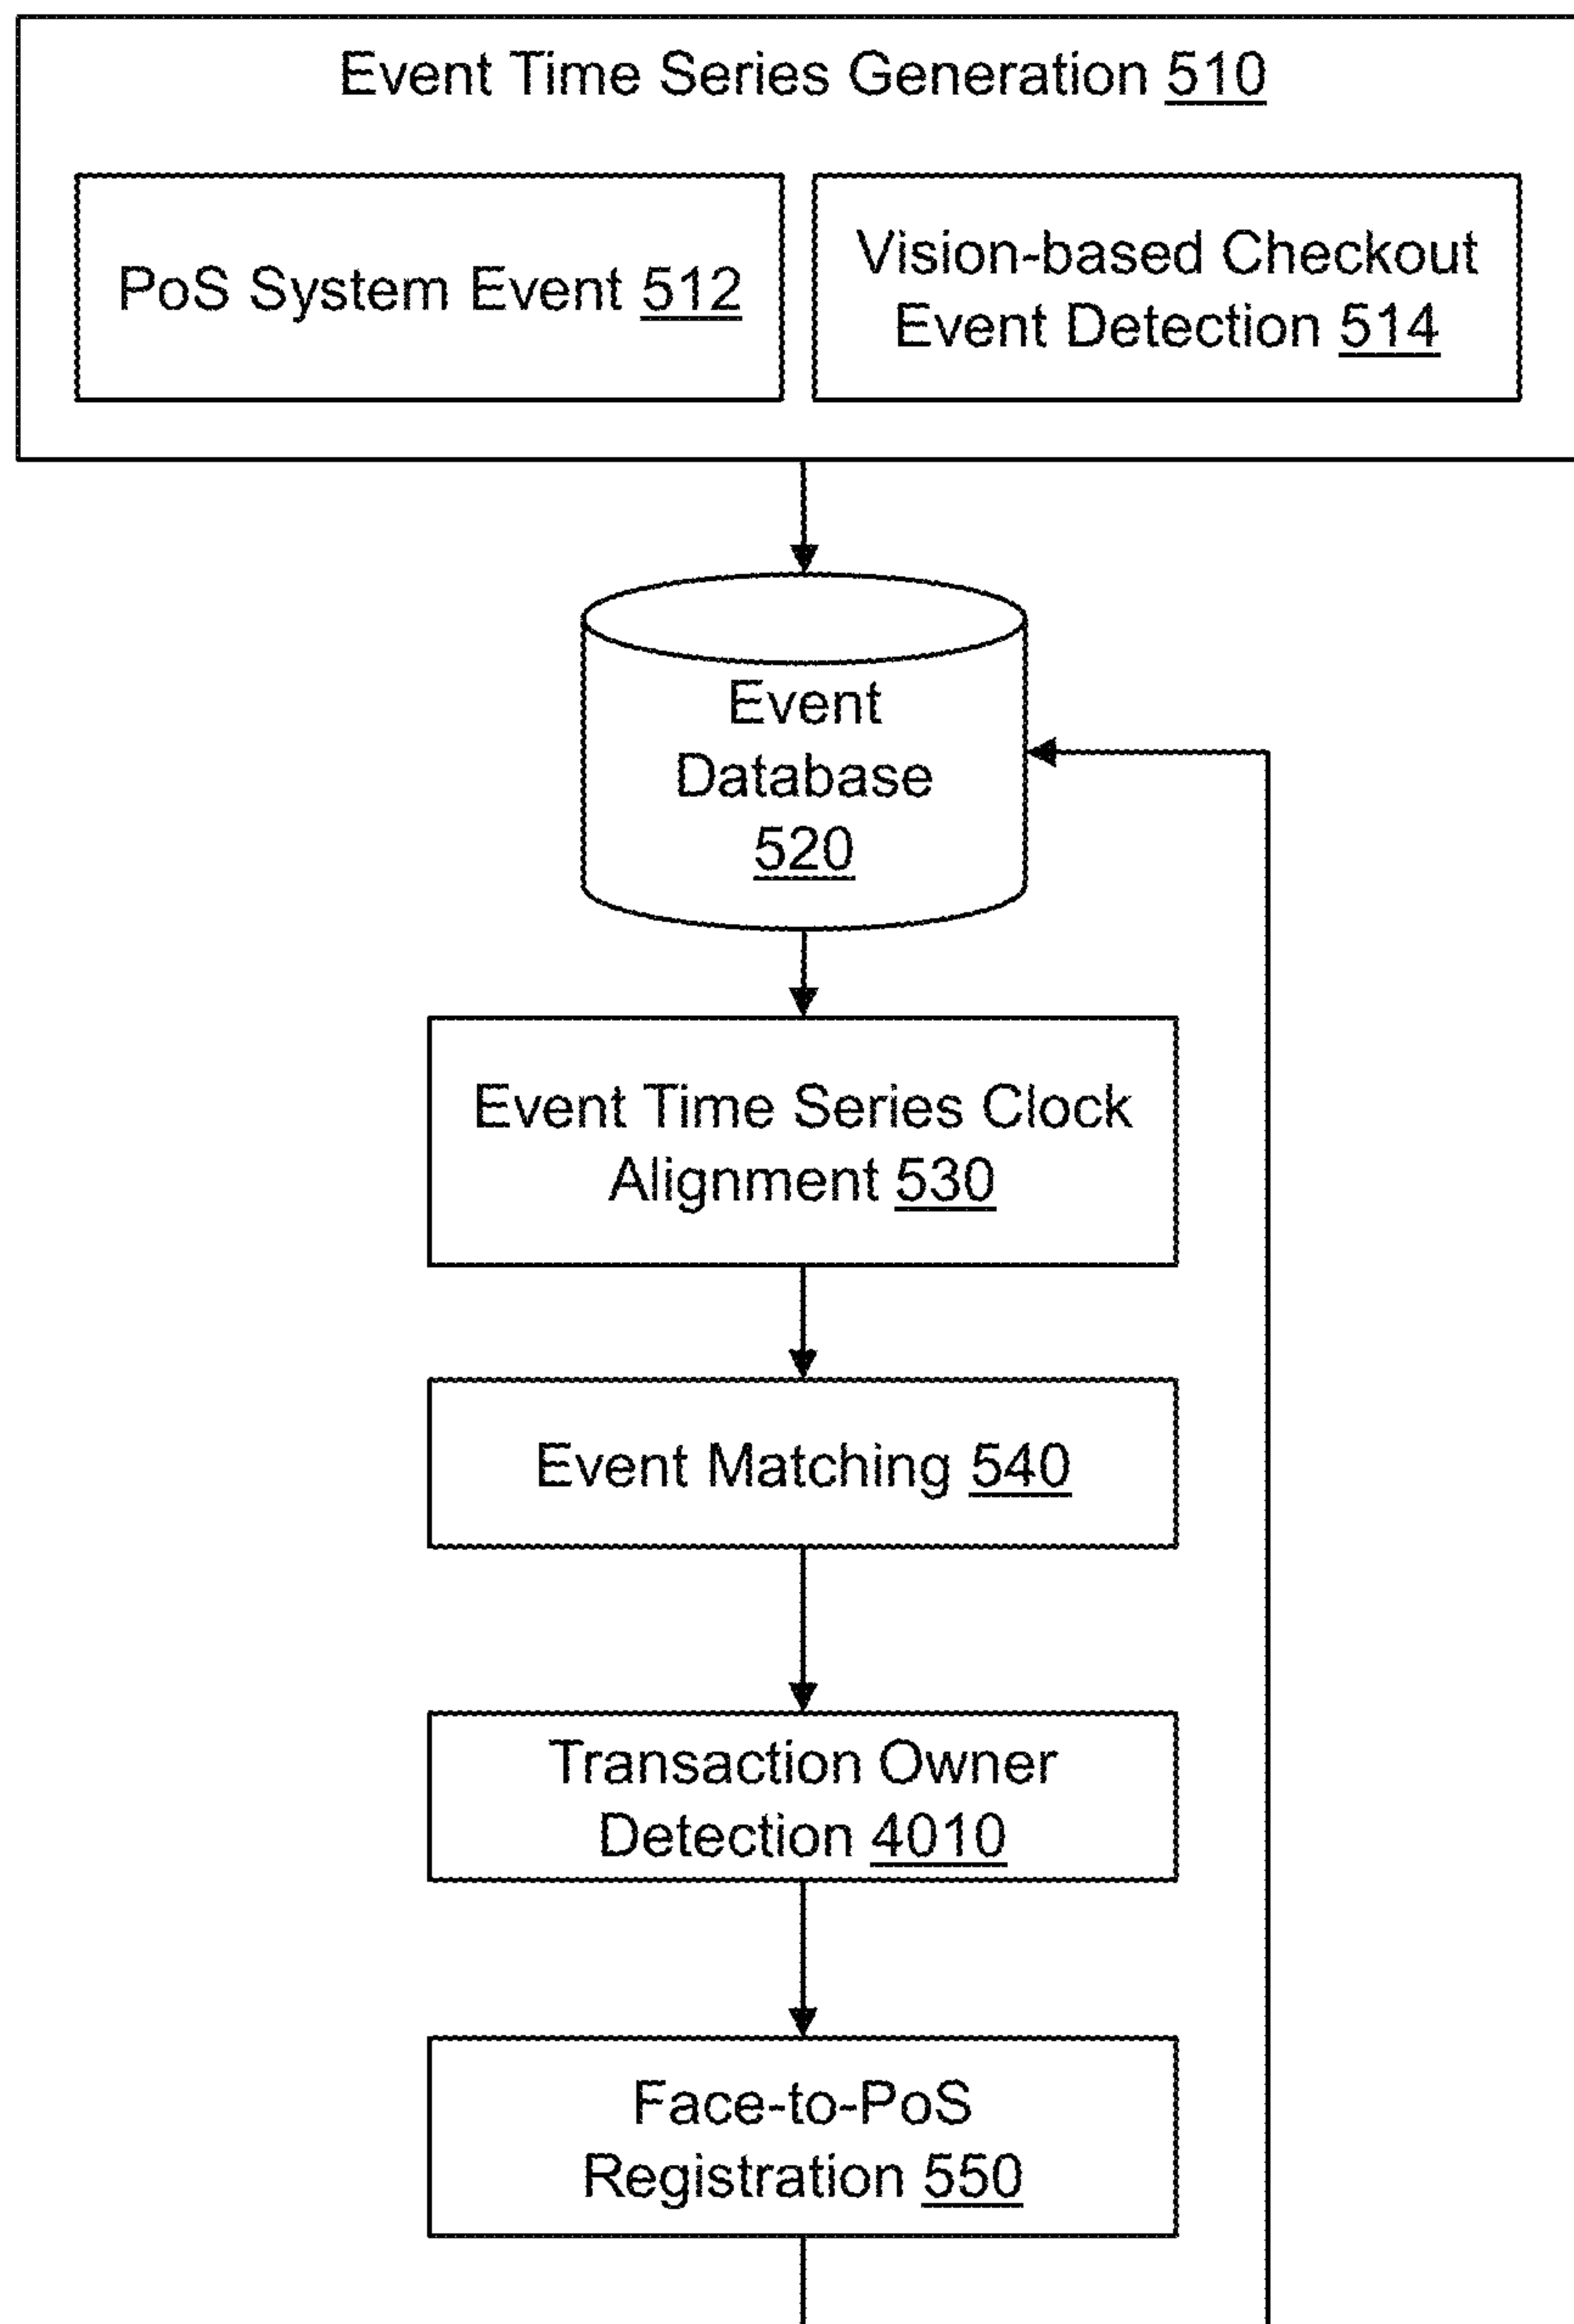 Event Time Series Generation 510
PoS System Event 512
Vision-based Checkout
Event Detection 514
Event
Database
520
Event Time Series Clock
Alignment 530
Event Matching 540
Transaction Owner
Detection 4010
Face-to-PoS
Registration 550